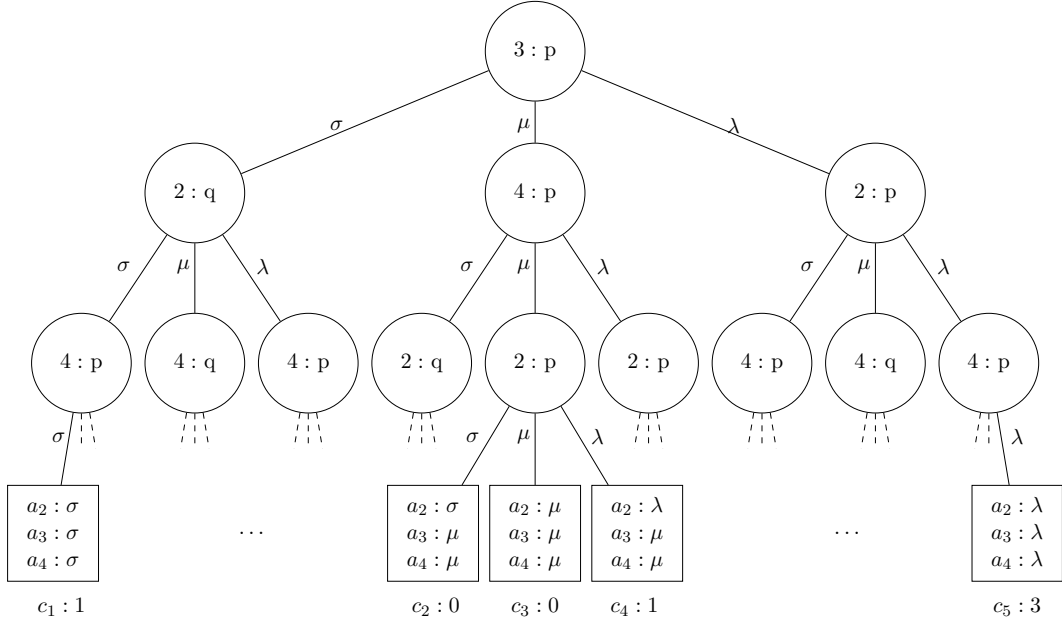 3 : p
σ μ λ
2 : q 4 : p 2 : p
σ μ λ σ μ λ σ μ λ
4 : p 4 : q 4 : p 2 : q 2 : p 2 : p 4 : p 4 : q 4 : p
σ σ μ λ λ
a₂ : σ a₂ : σ a₂ : μ a₂ : λ a₂ : λ
a₃ : σ ... a₃ : μ a₃ : μ a₃ : μ ... a₃ : λ
a₄ : σ a₄ : μ a₄ : μ a₄ : μ a₄ : λ
c₁ : 1 c₂ : 0 c₃ : 0 c₄ : 1 c₅ : 3